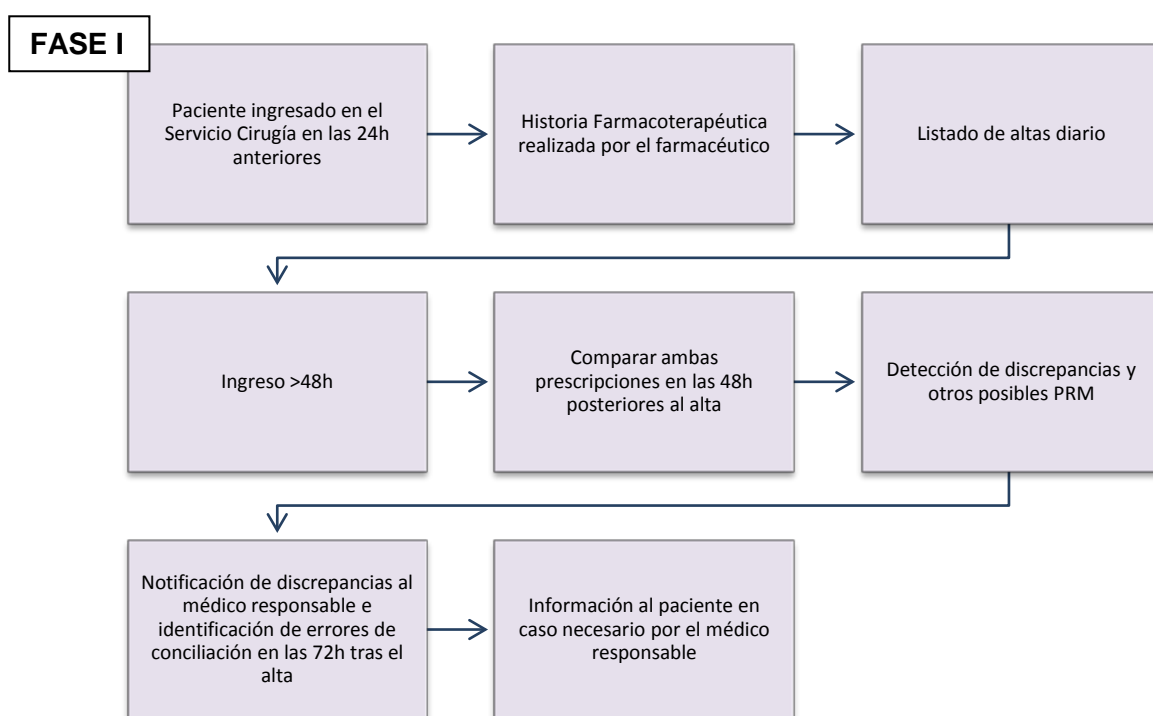 FASE I
Paciente ingresado en el
Servicio Cirugía en las 24h
anteriores
Historia Farmacoterapéutica
realizada por el farmacéutico
Listado de altas diario
Ingreso >48h
Comparar ambas
prescripciones en las 48h
posteriores al alta
Detección de discrepancias y
otros posibles PRM
Notificación de discrepancias al
médico responsable e
identificación de errores de
conciliación en las 72h tras el
alta
Información al paciente en
caso necesario por el médico
responsable